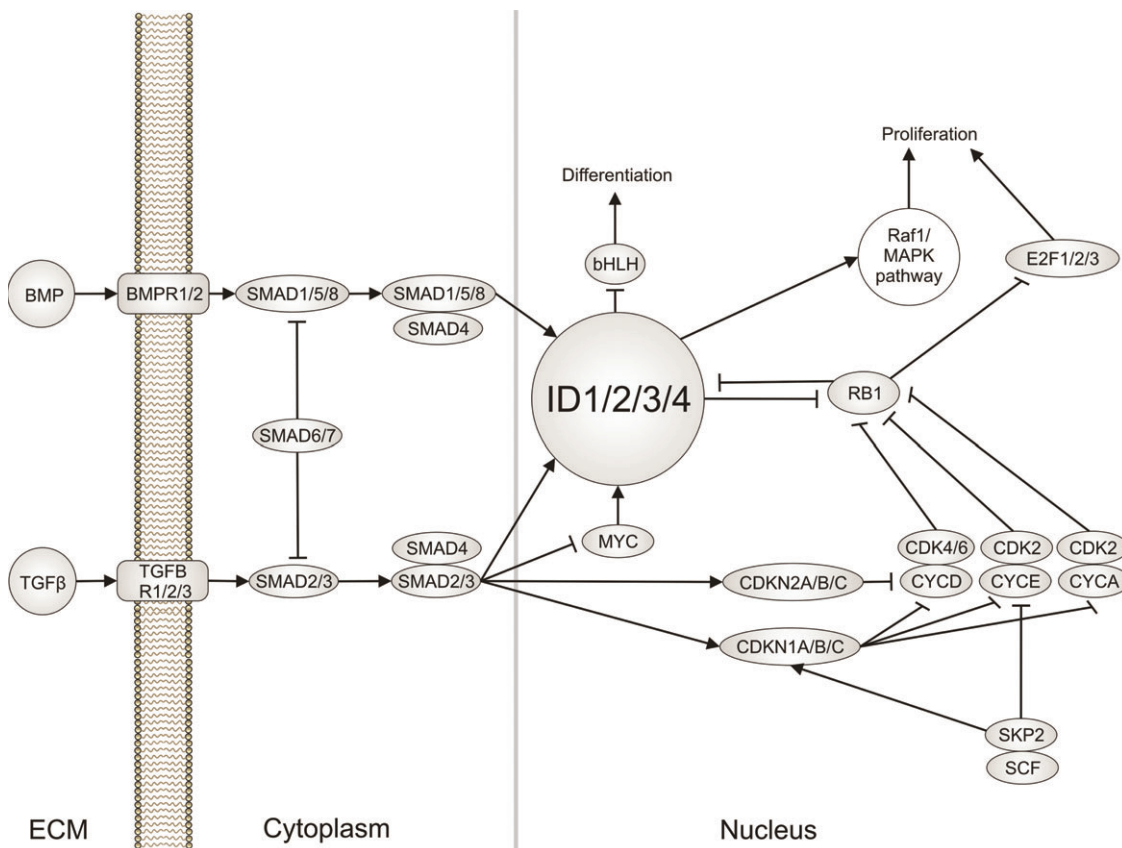 Proliferation
Differentiation
Raf1/
MAPK
pathway
bHLH
E2F1/2/3
BMP
BMPR1/2
SMAD1/5/8
SMAD1/5/8
SMAD4
ID1/2/3/4
RB1
SMAD6/7
MYC
SMAD4
CDK4/6
CDK2
CDK2
TGFβ
TGFB
R1/2/3
SMAD2/3
SMAD2/3
CDKN2A/B/C
CYCD
CYCE
CYCA
CDKN1A/B/C
SKP2
SCF
ECM
Cytoplasm
Nucleus